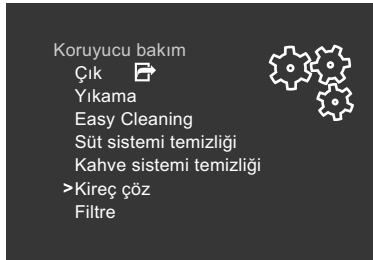 Koruyucu bakım
Çık
Yıkama
Easy Cleaning
Süt sistemi temizliği
Kahve sistemi temizliği
>Kireç çöz
Filtre